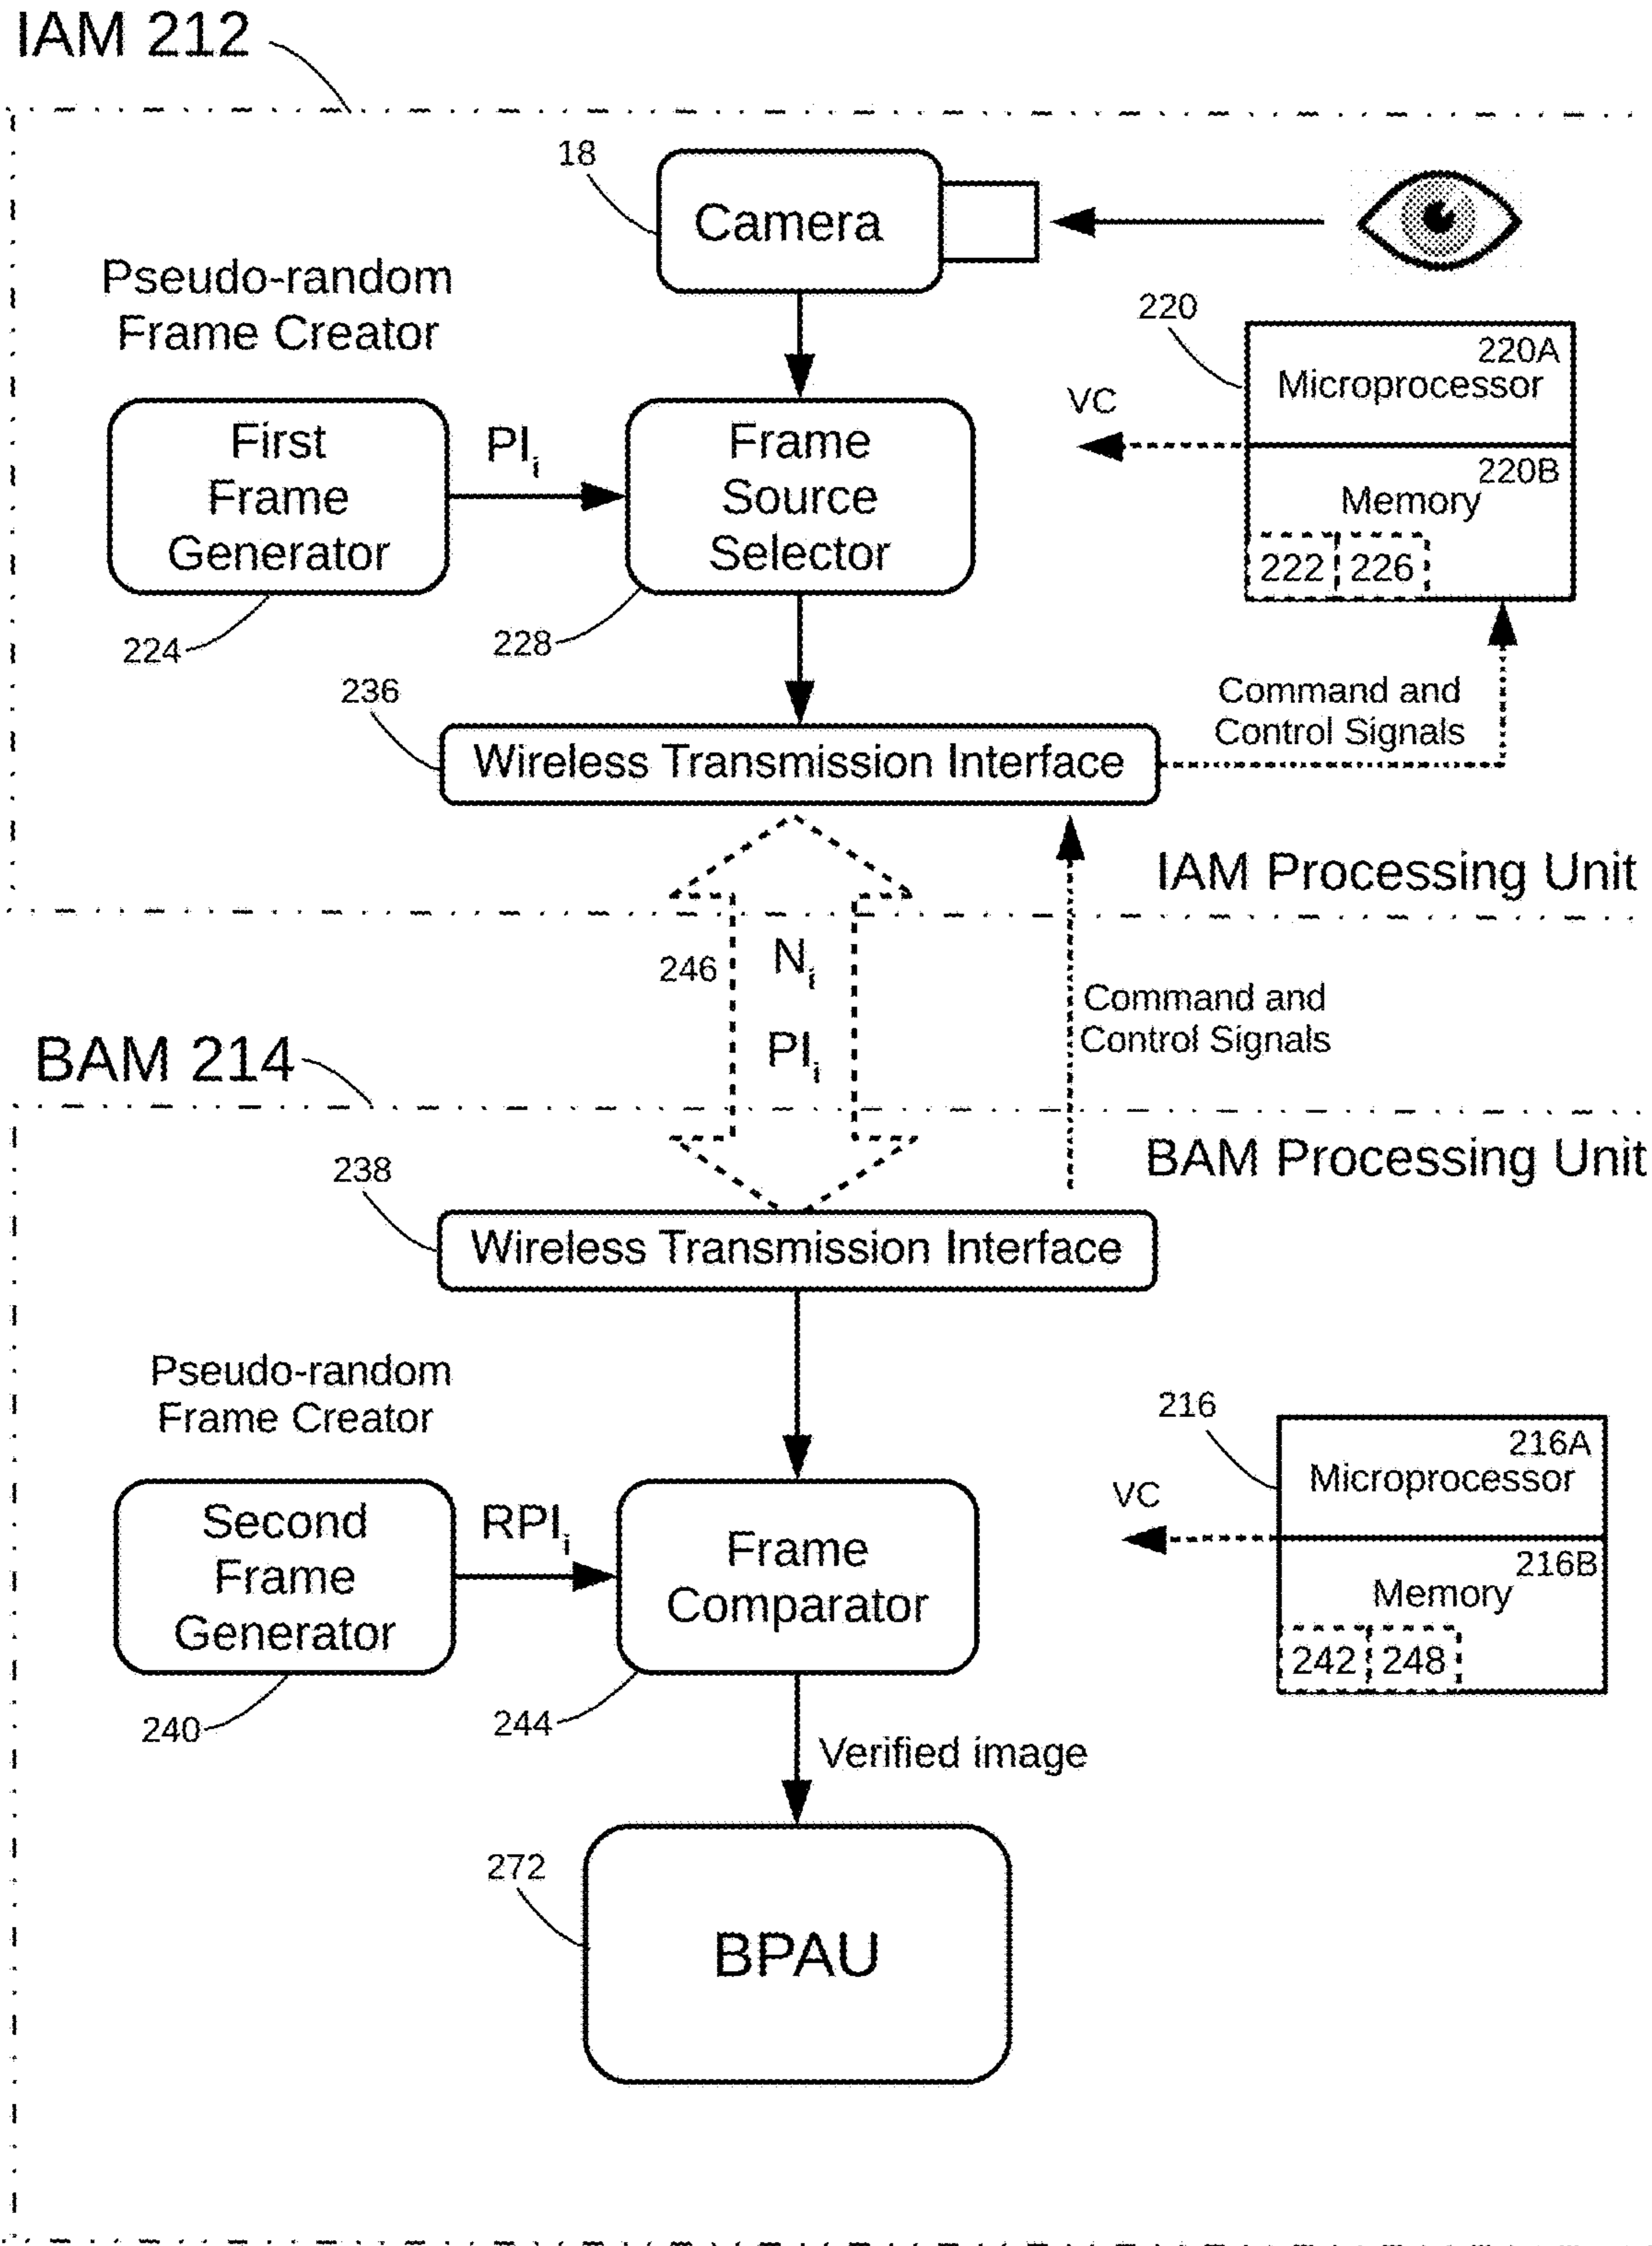 IAM 212
18
Camera
Pseudo-random
Frame Creator
220
220A
Microprocessor
VC
220B
Memory
222
226
First
Frame
Generator
PIi
Frame
Source
Selector
224
228
236
Command and
Control Signals
Wireless Transmission Interface
IAM Processing Unit
246
Ni
PIi
Command and
Control Signals
BAM 214
BAM Processing Unit
238
Wireless Transmission Interface
Pseudo-random
Frame Creator
216
216A
Microprocessor
VC
216B
Memory
242
248
Second
Frame
Generator
RPIi
Frame
Comparator
240
244
Verified image
272
BPAU